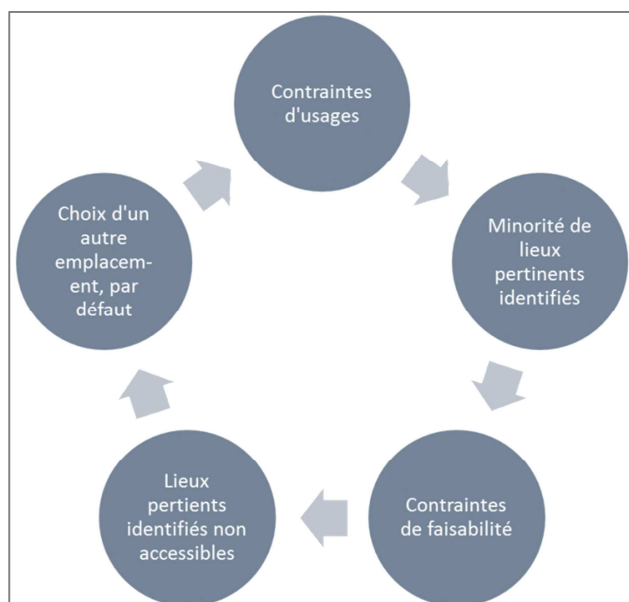 Contraintes
d'usages
Minorité de
lieux
pertinents
identifiés
Contraintes
de faisabilité
Lieux
pertients
identifiés non
accessibles
Choix d'un
autre
emplacem-
ent, par
défaut